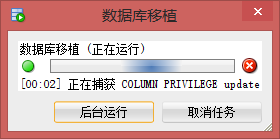 数据库移植
数据库移植 (正在运行)
[00:02] 正在捕获 COLUMN PRIVILEGE update
后台运行
取消任务